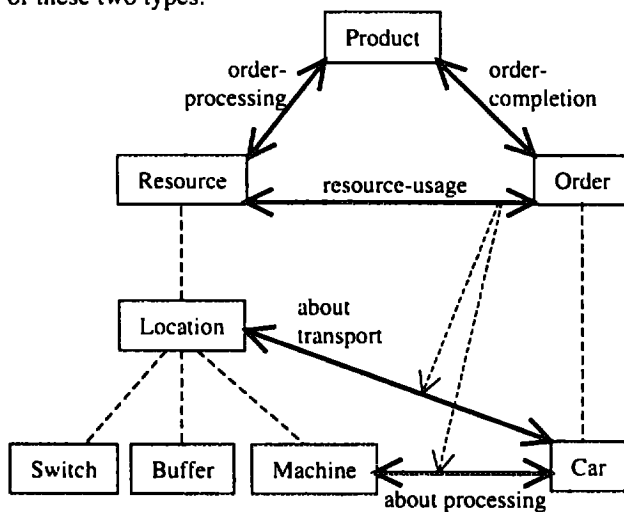 of these two types.
Product
order-
processing
order-
completion
Resource
resource-usage
Order
Location
about
transport
Switch
Buffer
Machine
Car
about processing